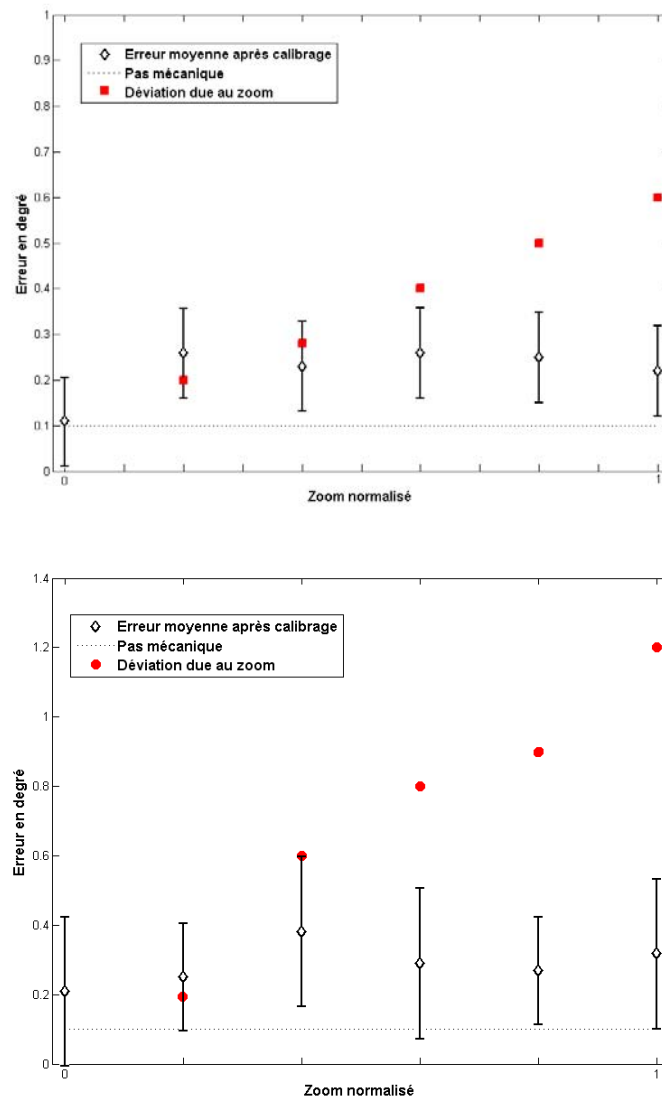 1
0.9
0.8
0.7
0.6
0.5
0.4
0.3
0.2
0.1
0
Erreur en degré
Erreur moyenne après calibrage
Pas mécanique
Déviation due au zoom
0
1
Zoom normalisé
1.4
1.2
1
0.8
0.6
0.4
0.2
0
Erreur en degré
Erreur moyenne après calibrage
Pas mécanique
Déviation due au zoom
0
1
Zoom normalisé